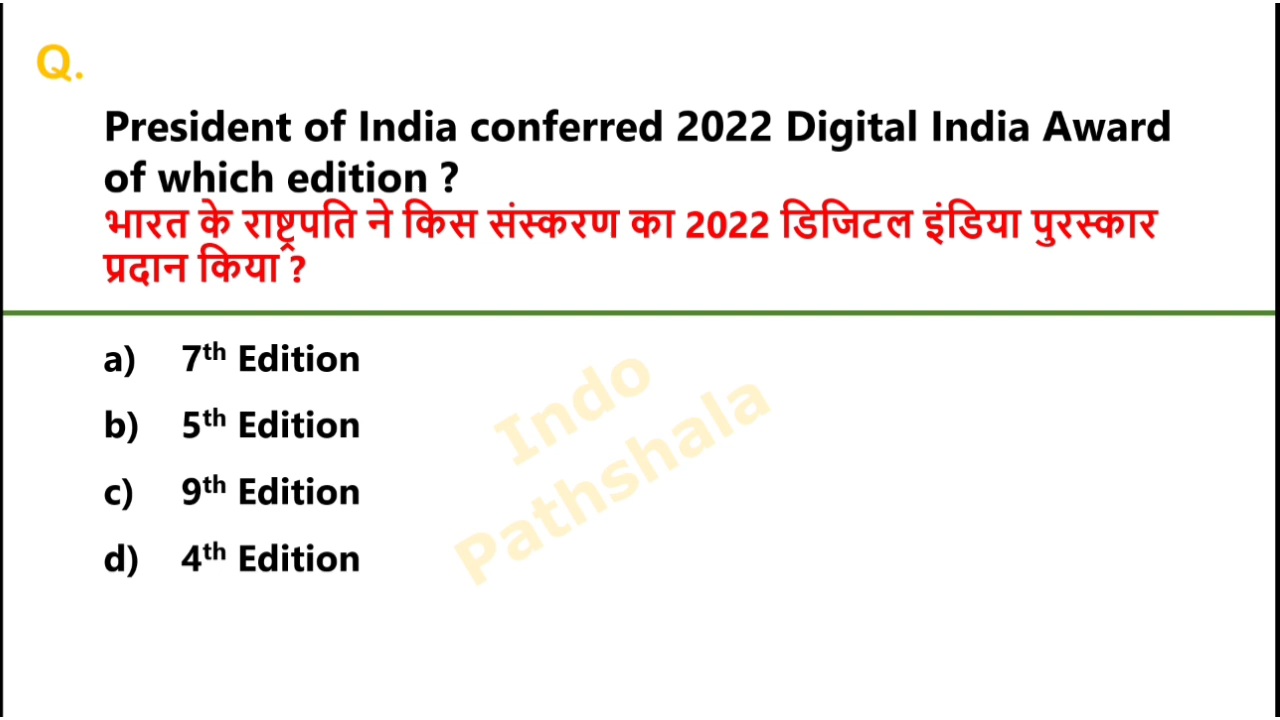 Q.
President of India conferred 2022 Digital India Award
of which edition ?
भारत के राष्ट्रपति ने किस संस्करण का 2022 डिजिटल इंडिया पुरस्कार
प्रदान किया ?
a) 7th Edition
b) 5th Edition
c) 9th Edition
d) 4th Edition
Indo
Pathshala